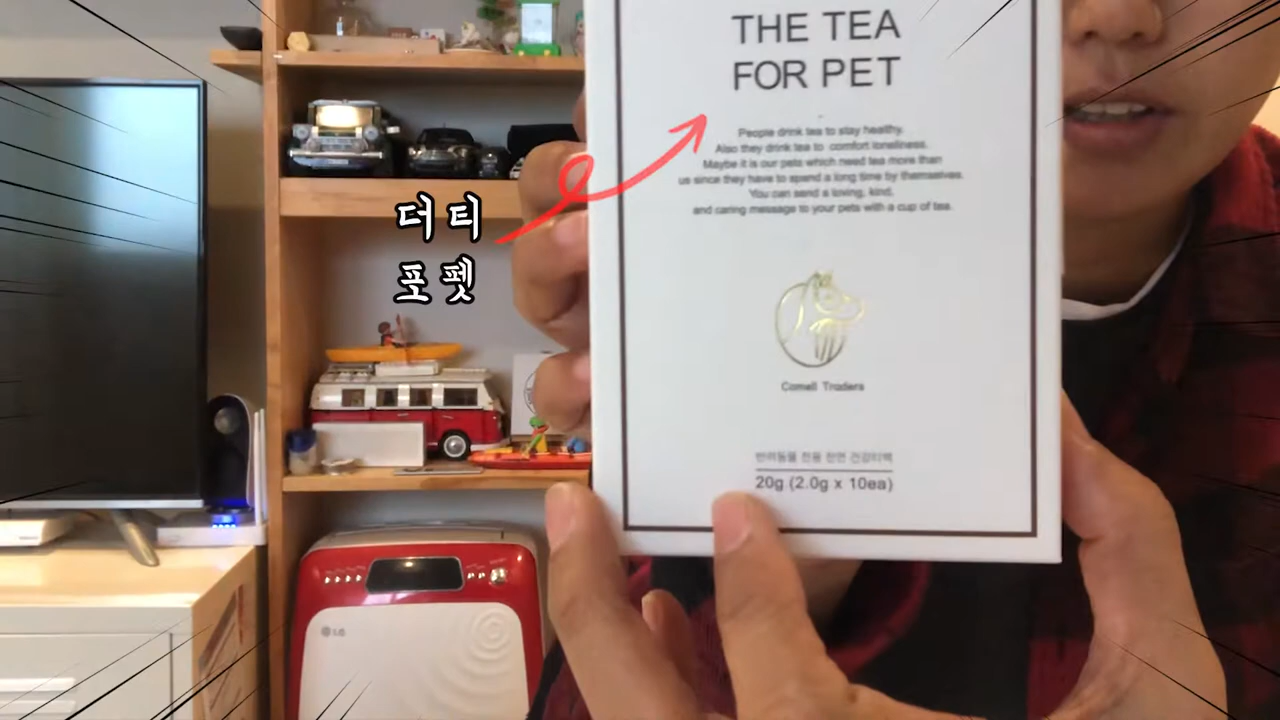 THE TEA
FOR PET
People drink tea to stay healthy.
Also they drink tea to comfort loneliness.
Maybe it is our pets which need tea more than
us since they have to spend a long time by themselves.
You can send a loving, kind,
and caring message to your pets with a cup of tea.
더티
포펫
Comell Traders
반려동물 전용 천연 건강티백
20g (2.0g x 10ea)
LG